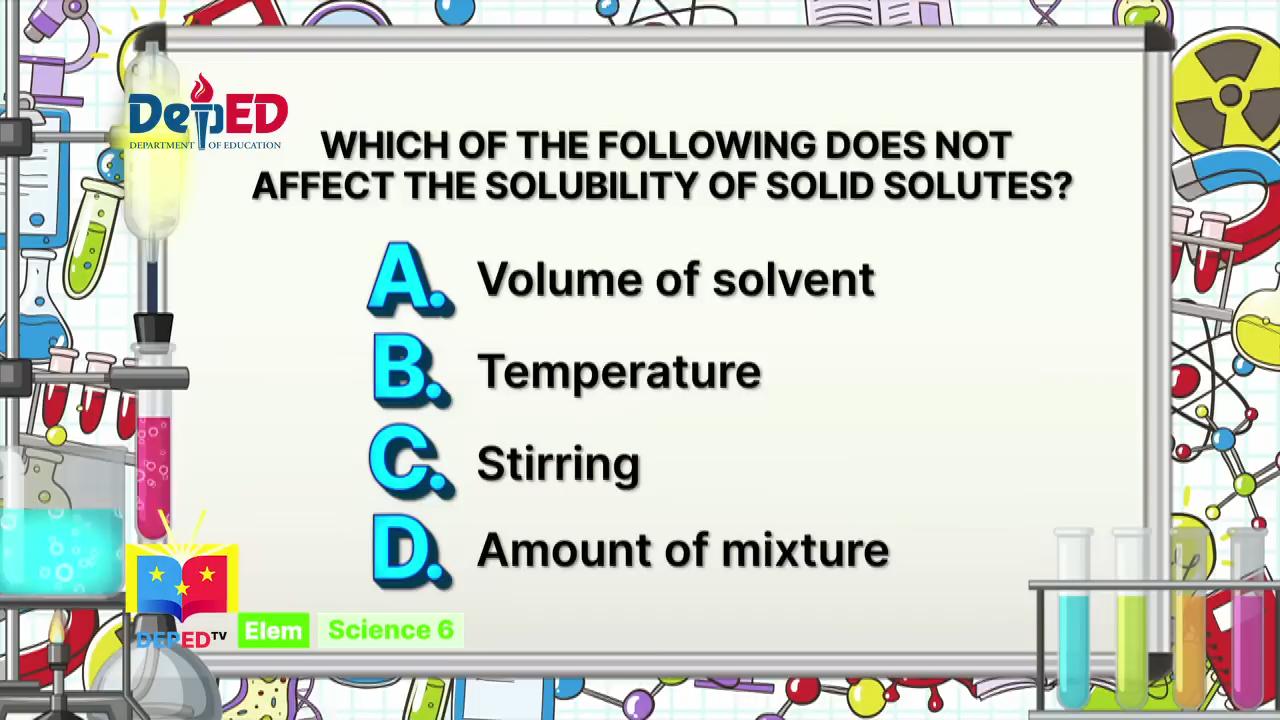 DepED
DEPARTMENT OF EDUCATION
WHICH OF THE FOLLOWING DOES NOT
AFFECT THE SOLUBILITY OF SOLID SOLUTES?
A. Volume of solvent
B. Temperature
C. Stirring
D. Amount of mixture
DEPED TV
Elem Science 6